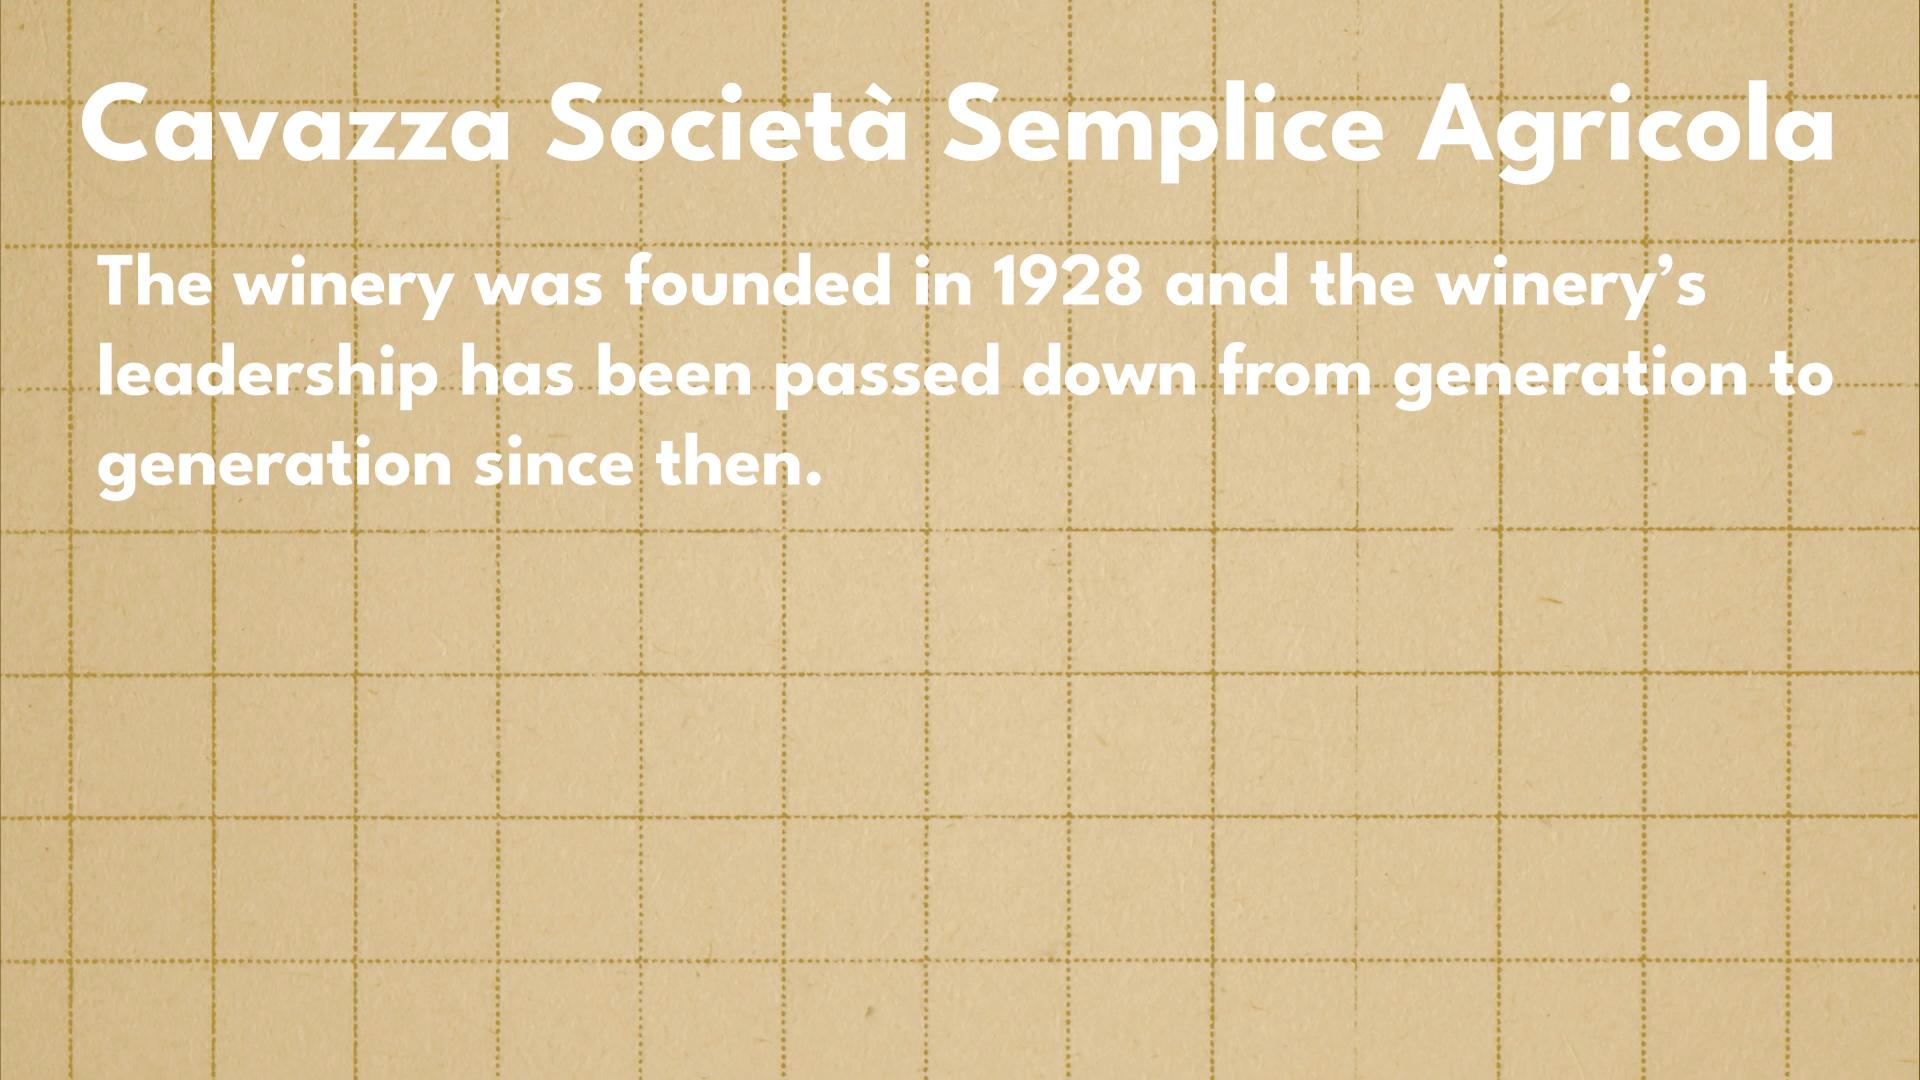 Cavazza Società Semplice Agricola
The winery was founded in 1928 and the winery’s
leadership has been passed down from generation to
generation since then.